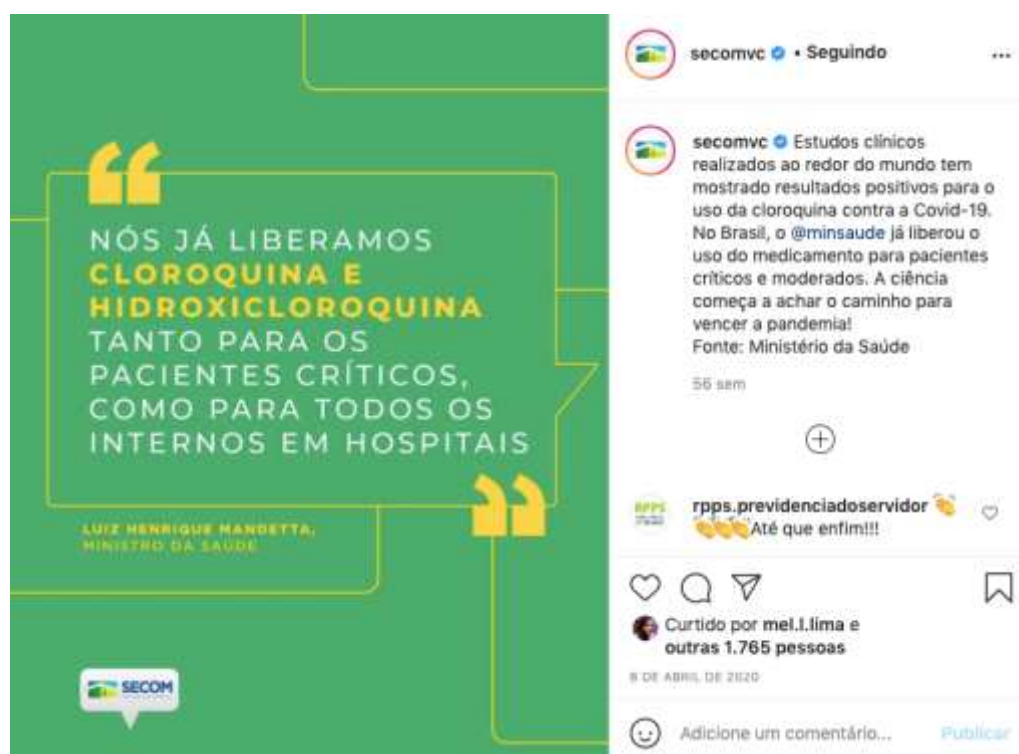 NÓS JÁ LIBERAMOS
CLOROQUINA E
HIDROXICLOROQUINA
TANTO PARA OS
PACIENTES CRÍTICOS,
COMO PARA TODOS OS
INTERNOS EM HOSPITAIS
LUIZ HENRIQUE MANDETTA,
MINISTRO DA SAÚDE
SECOM
secomvc • Seguindo
secomvc Estudos clínicos
realizados ao redor do mundo tem
mostrado resultados positivos para o
uso da cloroquina contra a Covid-19.
No Brasil, o @minsaude já liberou o
uso do medicamento para pacientes
críticos e moderados. A ciência
começa a achar o caminho para
vencer a pandemia!
Fonte: Ministério da Saúde
56 sem
RPPS
rpps.previdenciadoservidor 👏
👏👏👏Até que enfim!!!
Curtido por mel.l.lima e
outras 1.765 pessoas
8 DE ABRIL DE 2020
Adicione um comentário... Publicar